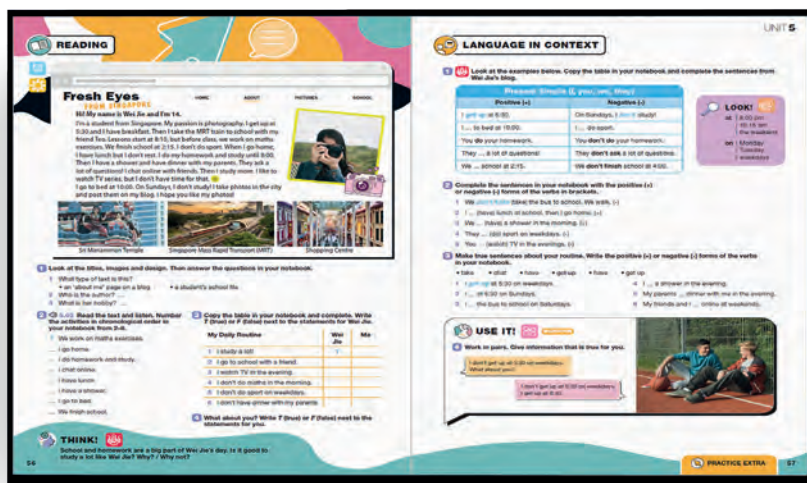 READING
Fresh Eyes
FROM SINGAPORE
HOME ABOUT PICTURES SCHOOL
Hi! My name is Wei Jie and I'm 14.
I'm a student from Singapore. My passion is photography. I get up at
5:30 and I have breakfast. Then I take the MRT train to school with my
friend Teo. Lessons start at 8:15, but before class, we work on maths
exercises. We finish school at 2:15. I don't do sport. When I go home,
I have lunch but I don't rest. I do my homework and study until 8:00.
Then I have a shower and have dinner with my parents. They ask a
lot of questions! I chat online with friends. Then I study more. I like to
watch TV series, but I don't have time for that.
I go to bed at 10:00. On Sundays, I don't study! I take photos in the city
and post them on my blog. I hope you like my photos!
Sri Mariamman Temple
Singapore Mass Rapid Transport (MRT)
Shopping Centre
1 Look at the titles, images and design. Then answer the questions in your notebook.
1 What type of text is this?
• an "about me" page on a blog • a student's school file
2 Who is the author? ...
3 What is her hobby? ...
2 Read the text and listen. Number
the activities in chronological order in
your notebook from 2–8.
1 We work on maths exercises.
... I go home.
... I do homework and study.
... I chat online.
... I have lunch.
... I have a shower.
... I go to bed.
... We finish school.
3 Copy the table in your notebook and complete. Write
T (true) or F (false) next to the statements for Wei Jie.
My Daily Routine Wei Jie Me
1 I study a lot! T
2 I go to school with a friend.
3 I watch TV in the evening.
4 I don't do maths in the morning.
5 I don't do sport on weekdays.
6 I don't have dinner with my parents.
4 What about you? Write T (true) or F (false) next to the
statements for you.
THINK!
School and homework are a big part of Wei Jie's day. Is it good to
study a lot like Wei Jie? Why? / Why not?
56
UNIT 5
LANGUAGE IN CONTEXT
1 Look at the examples below. Copy the table in your notebook and complete the sentences from
Wei Jie's blog.
Present Simple (I, you, we, they)
Positive (+) Negative (-)
I get up at 5:30. On Sundays, I don't study!
I ... to bed at 10:00. I ... do sport.
You do your homework. You don't do your homework.
They ... a lot of questions! They don't ask a lot of questions.
We ... school at 2:15. We don't finish school at 4:00.
LOOK!
at
the weekend
on Monday
Tuesday
weekdays
2 Complete the sentences in your notebook with the positive (+)
or negative (-) forms of the verbs in brackets.
1 We don't take (take) the bus to school. We walk. (-)
2 I ... (have) lunch at school, then I go home. (+)
3 We ... (have) a shower in the morning. (-)
4 They ... (do) sport on weekdays. (-)
5 You ... (watch) TV in the evenings. (+)
3 Make true sentences about your routine. Write the positive (+) or negative (-) forms of the verbs
in your notebook.
• take • chat • have • get up • have • get up
1 I get up at 5:30 on weekdays.
2 I ... at 6:30 on Sundays.
3 I ... the bus to school on Saturdays.
4 I ... a shower in the evening.
5 My parents ... dinner with me in the evening.
6 My friends and I ... online at weekends.
USE IT!
4 Work in pairs. Give information that is true for you.
I don't get up at 5:30 on weekdays.
What about you?
I don't get up at 5:30 on weekdays.
I get up at
PRACTICE EXTRA
57